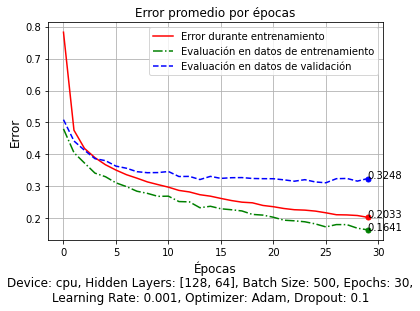 Error promedio por épocas
Error durante entrenamiento
Evaluación en datos de entrenamiento
Evaluación en datos de validación
Error
0.8
0.7
0.6
0.5
0.4
0.3
0.2
0.3248
0.2033
0.1641
0 5 10 15 20 25 30
Épocas
Device: cpu, Hidden Layers: [128, 64], Batch Size: 500, Epochs: 30,
Learning Rate: 0.001, Optimizer: Adam, Dropout: 0.1